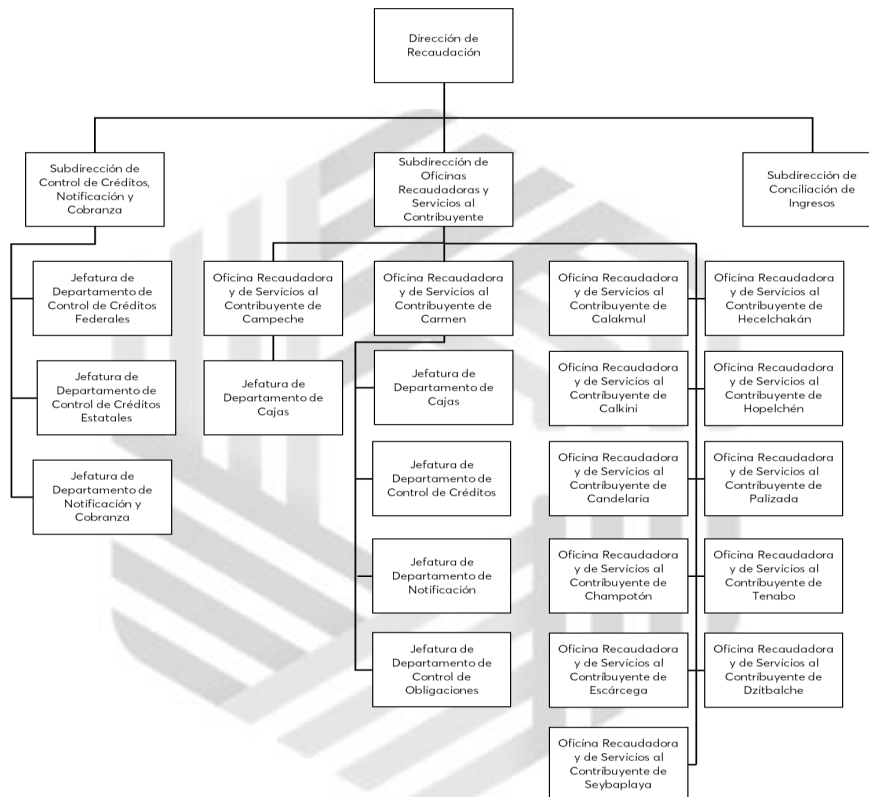 Dirección de
Recaudación
Subdirección de
Control de Créditos,
Notificación y
Cobranza
Subdirección de
Oficinas
Recaudadoras y
Servicios al
Contribuyente
Subdirección de
Conciliación de
Ingresos
Jefatura de
Departamento de
Control de Créditos
Federales
Oficina Recaudadora
y de Servicios al
Contribuyente de
Campeche
Oficina Recaudadora
y de Servicios al
Contribuyente de
Carmen
Oficina Recaudadora
y de Servicios al
Contribuyente de
Calakmul
Oficina Recaudadora
y de Servicios al
Contribuyente de
Hecelchakán
Jefatura de
Departamento de
Control de Créditos
Estatales
Jefatura de
Departamento de
Cajas
Jefatura de
Departamento de
Cajas
Oficina Recaudadora
y de Servicios al
Contribuyente de
Calkini
Oficina Recaudadora
y de Servicios al
Contribuyente de
Hopelchén
Jefatura de
Departamento de
Notificación y
Cobranza
Jefatura de
Departamento de
Control de Créditos
Oficina Recaudadora
y de Servicios al
Contribuyente de
Candelaria
Oficina Recaudadora
y de Servicios al
Contribuyente de
Palizada
Jefatura de
Departamento de
Notificación
Oficina Recaudadora
y de Servicios al
Contribuyente de
Champotón
Oficina Recaudadora
y de Servicios al
Contribuyente de
Tenabo
Jefatura de
Departamento de
Control
de Obligaciones
Oficina Recaudadora
y de Servicios al
Contribuyente de
Escárcega
Oficina Recaudadora
y de Servicios al
Contribuyente de
Dzitbalche
Oficina Recaudadora
y de Servicios al
Contribuyente de
Seybaplaya